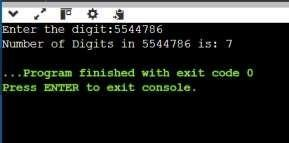 Enter the digit:5544786
Number of Digits in 5544786 is: 7
...Program finished with exit code 0
Press ENTER to exit console.